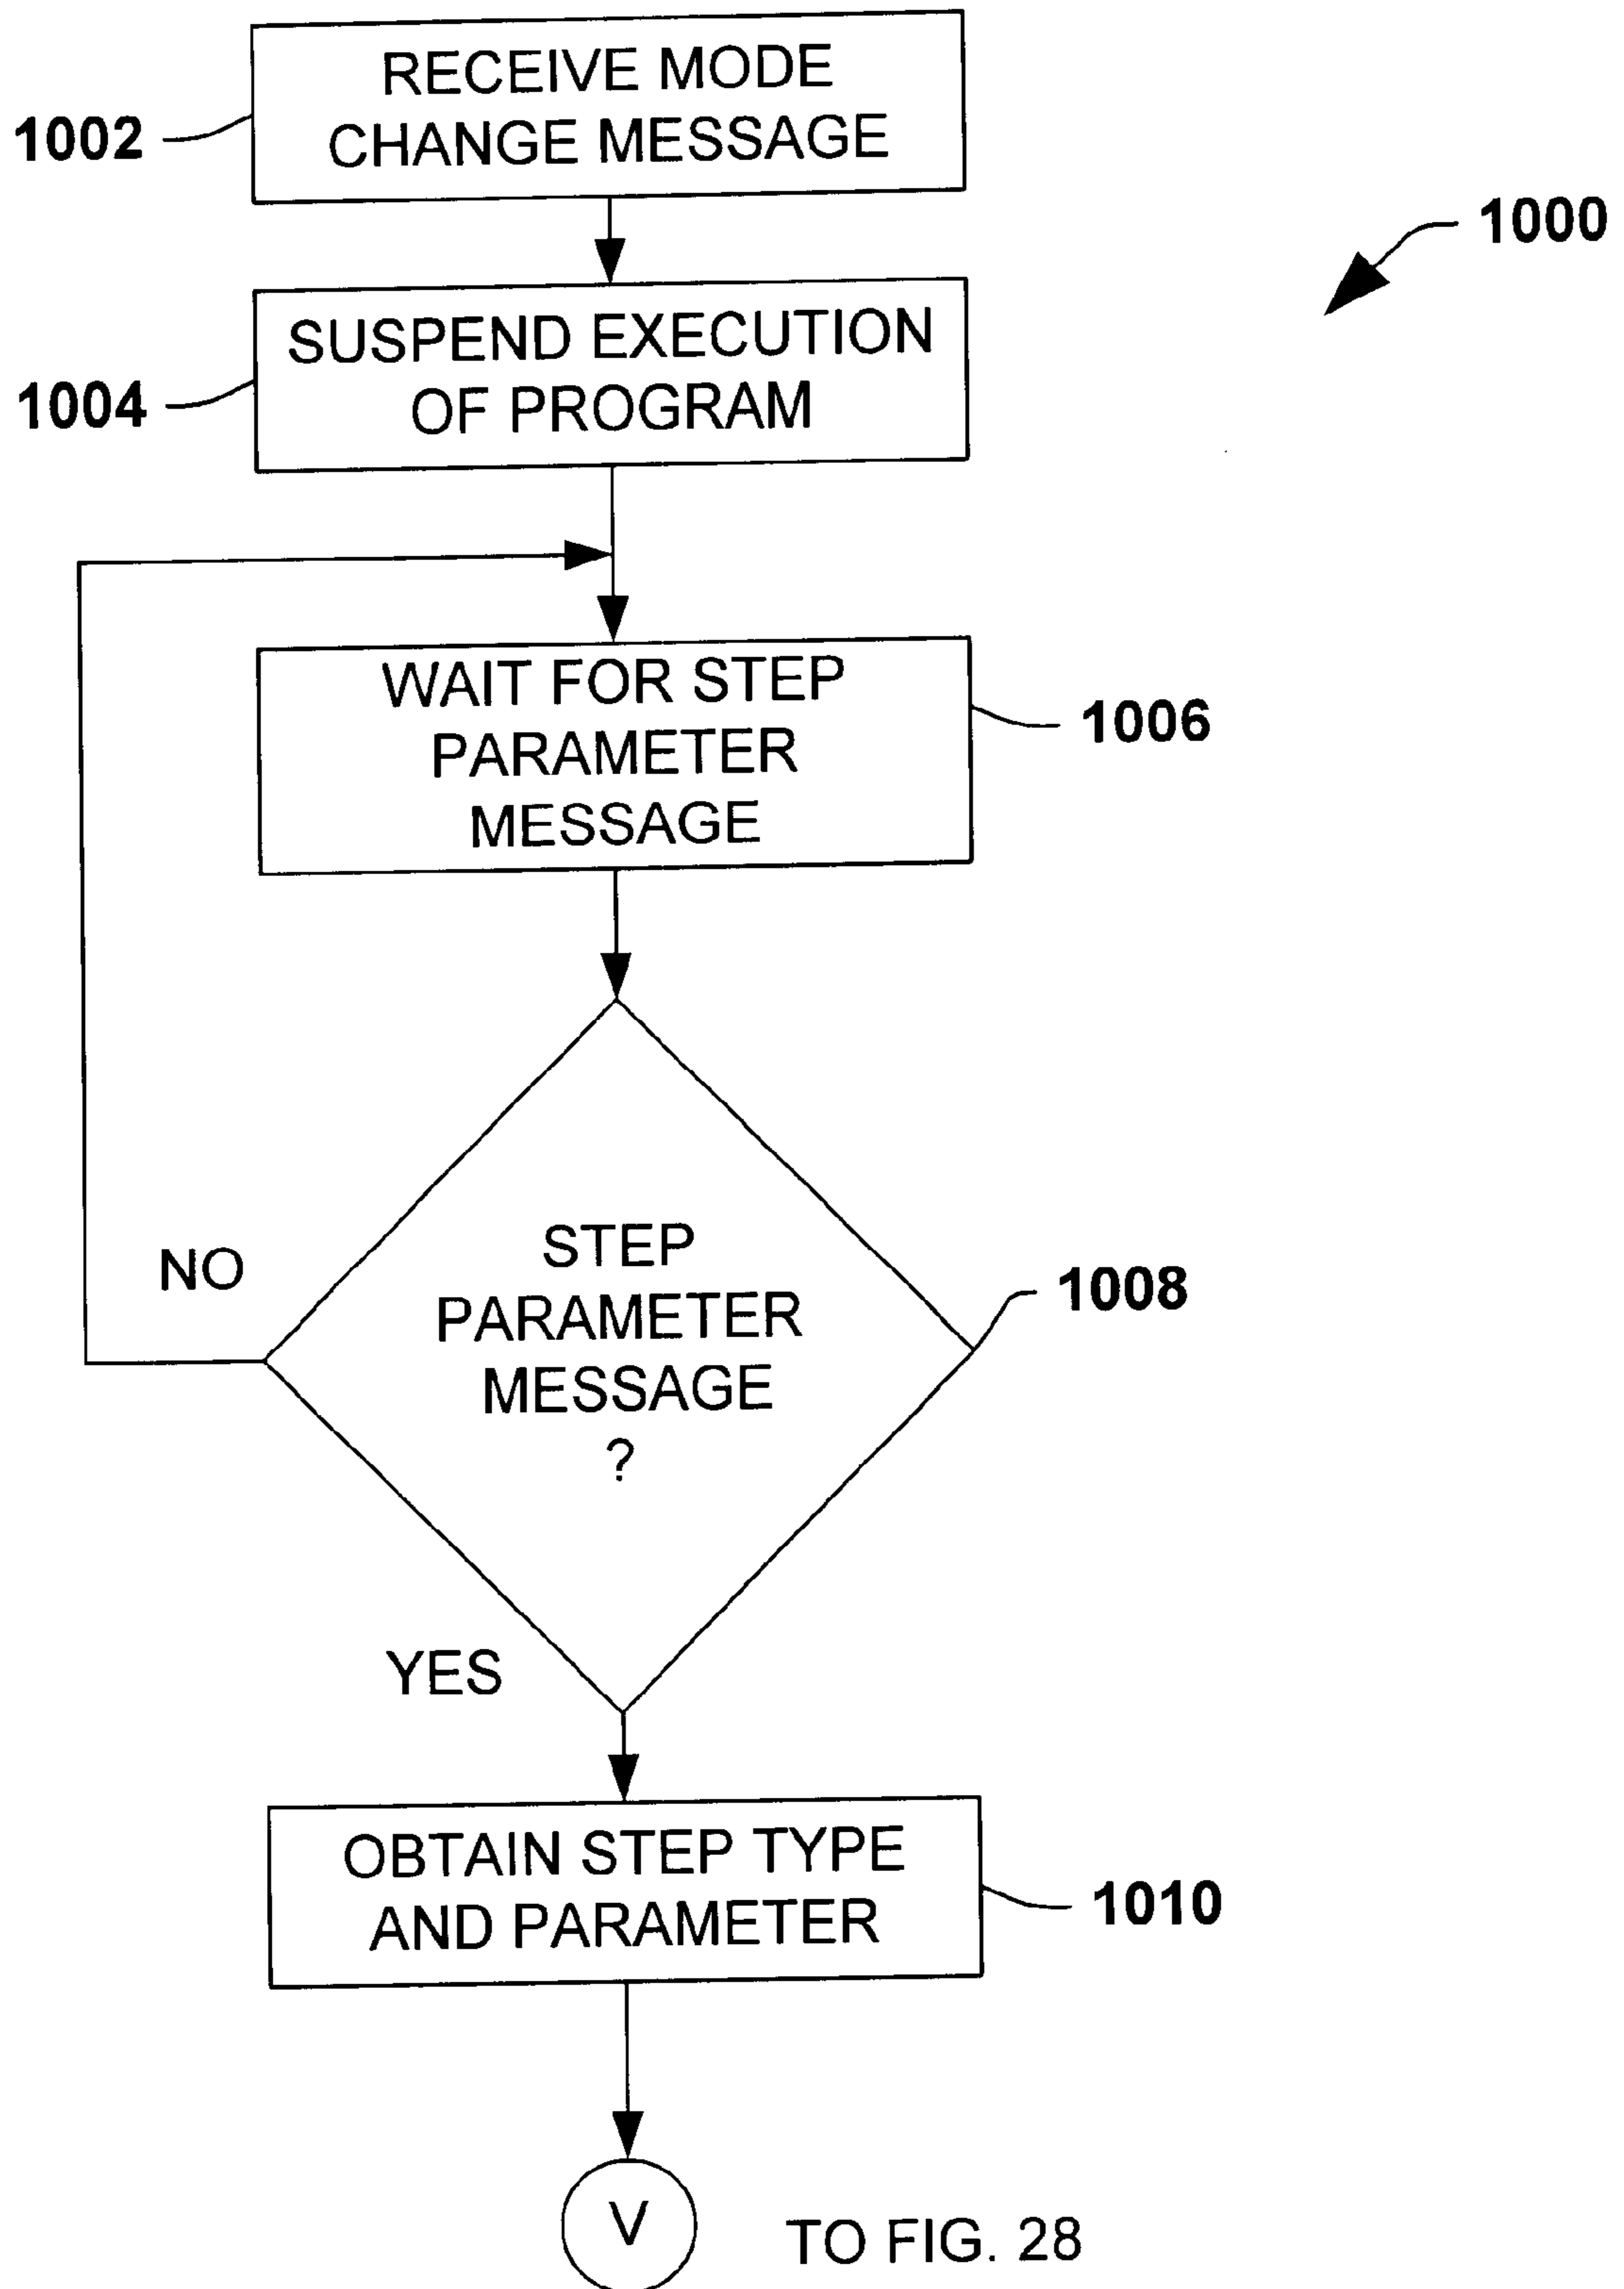 RECEIVE MODE
CHANGE MESSAGE
1002
1000
SUSPEND EXECUTION
OF PROGRAM
1004
WAIT FOR STEP
PARAMETER
MESSAGE
1006
STEP
PARAMETER
MESSAGE
?
1008
NO
YES
OBTAIN STEP TYPE
AND PARAMETER
1010
V
TO FIG. 28